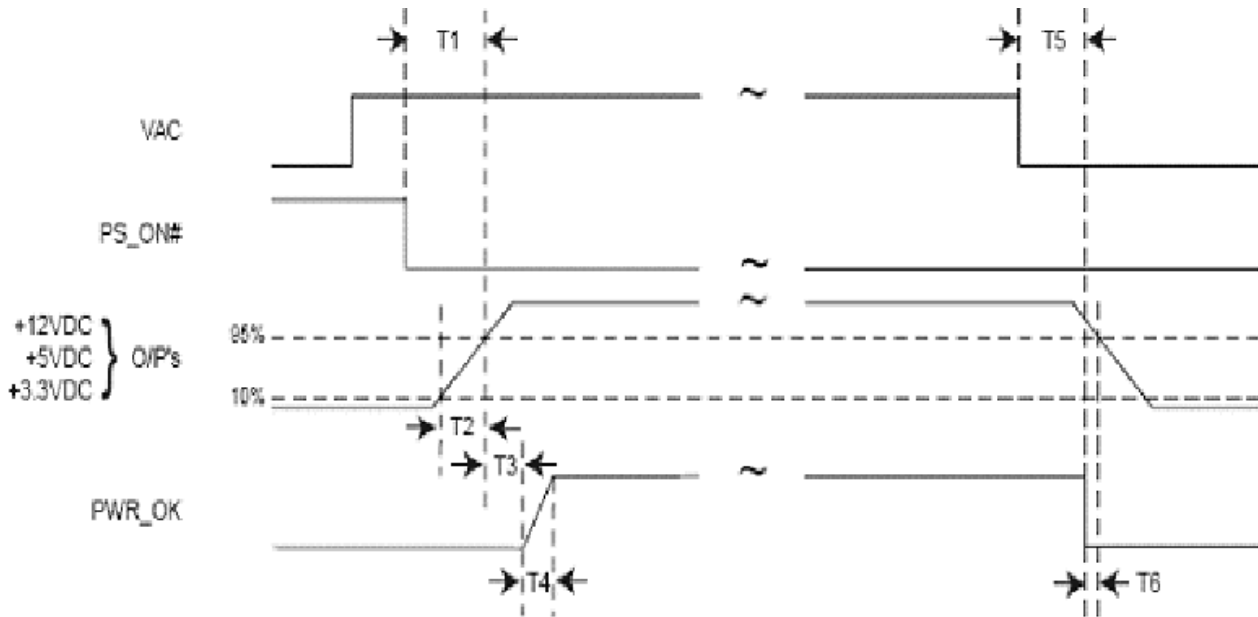 T1
T5
VAC
~
PS_ON#
~
+12VDC
+5VDC } O/P's
+3.3VDC
95%
10%
~
T2
T3
PWR_OK
~
T4
T6